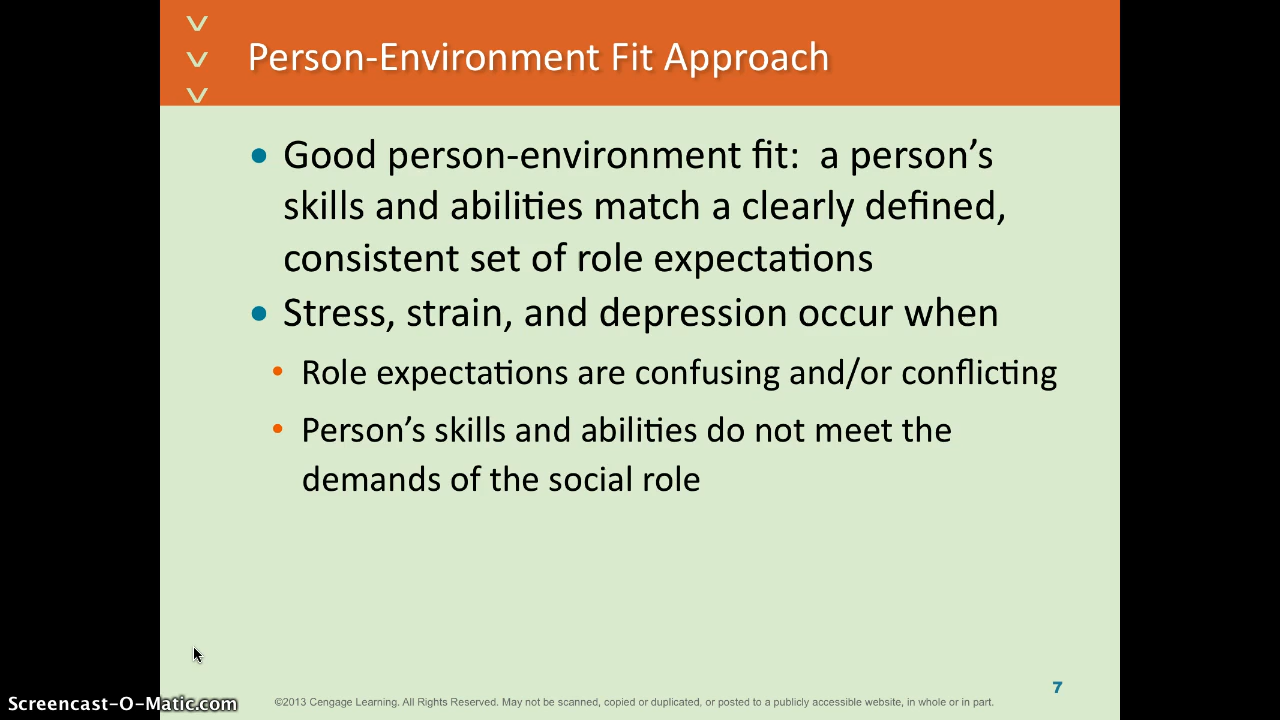 Person-Environment Fit Approach
• Good person-environment fit:  a person’s
skills and abilities match a clearly defined,
consistent set of role expectations
• Stress, strain, and depression occur when
• Role expectations are confusing and/or conflicting
• Person’s skills and abilities do not meet the
demands of the social role
7
Screencast-O-Matic.com
©2013 Cengage Learning. All Rights Reserved. May not be scanned, copied or duplicated, or posted to a publicly accessible website, in whole or in part.